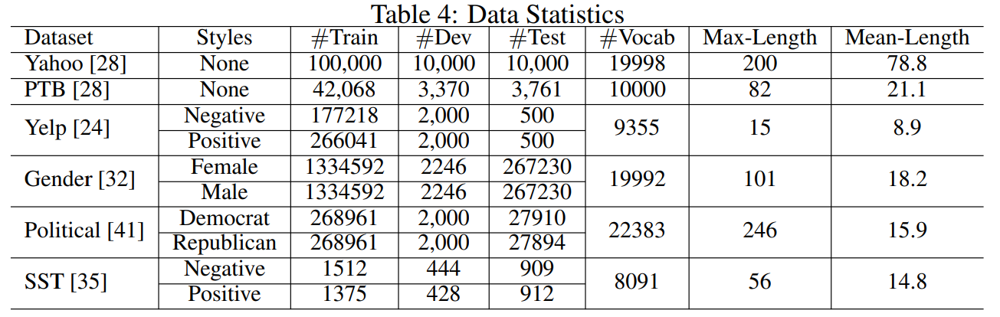 Table 4: Data Statistics
Dataset Styles #Train #Dev #Test #Vocab Max-Length Mean-Length
Yahoo [28] None 100,000 10,000 10,000 19998 200 78.8
PTB [28] None 42,068 3,370 3,761 10000 82 21.1
Yelp [24] Negative 177218 2,000 500 9355 15 8.9
Positive 266041 2,000 500
Gender [32] Female 1334592 2246 267230 19992 101 18.2
Male 1334592 2246 267230
Political [41] Democrat 268961 2,000 27910 22383 246 15.9
Republican 268961 2,000 27894
SST [35] Negative 1512 444 909 8091 56 14.8
Positive 1375 428 912